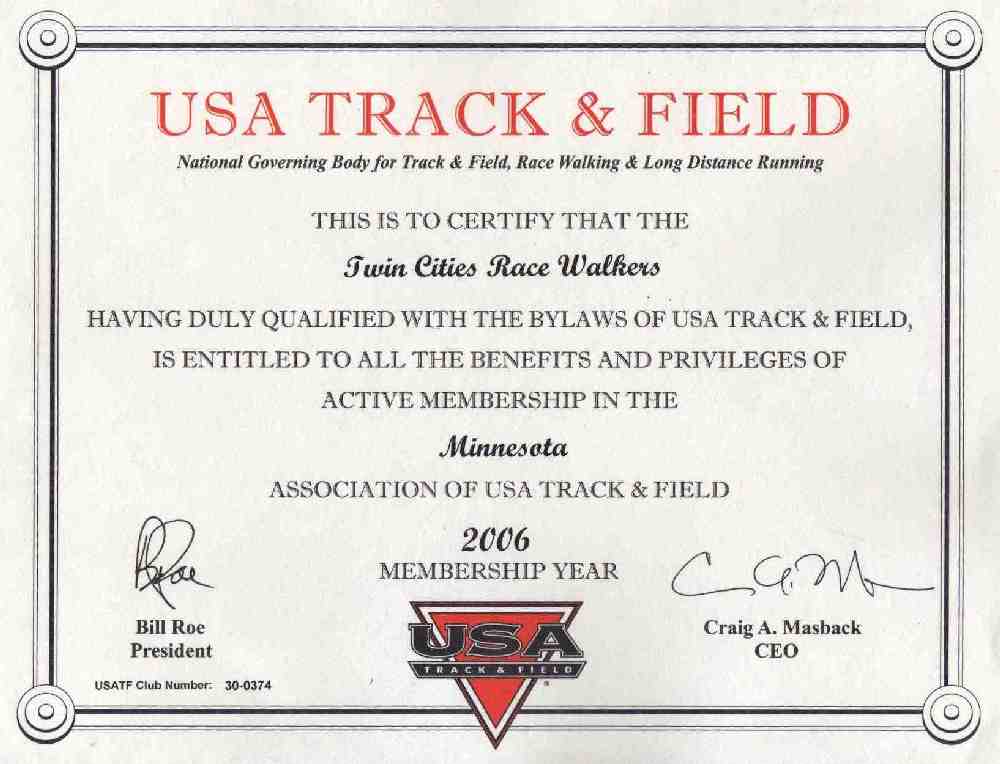 USA TRACK & FIELD
National Governing Body for Track & Field, Race Walking & Long Distance Running
THIS IS TO CERTIFY THAT THE
Twin Cities Race Walkers
HAVING DULY QUALIFIED WITH THE BYLAWS OF USA TRACK & FIELD,
IS ENTITLED TO ALL THE BENEFITS AND PRIVILEGES OF
ACTIVE MEMBERSHIP IN THE
Minnesota
ASSOCIATION OF USA TRACK & FIELD
2006
MEMBERSHIP YEAR
Bill Roe
President
USATF Club Number: 30-0374
USA
TRACK & FIELD
Craig A. Masback
CEO